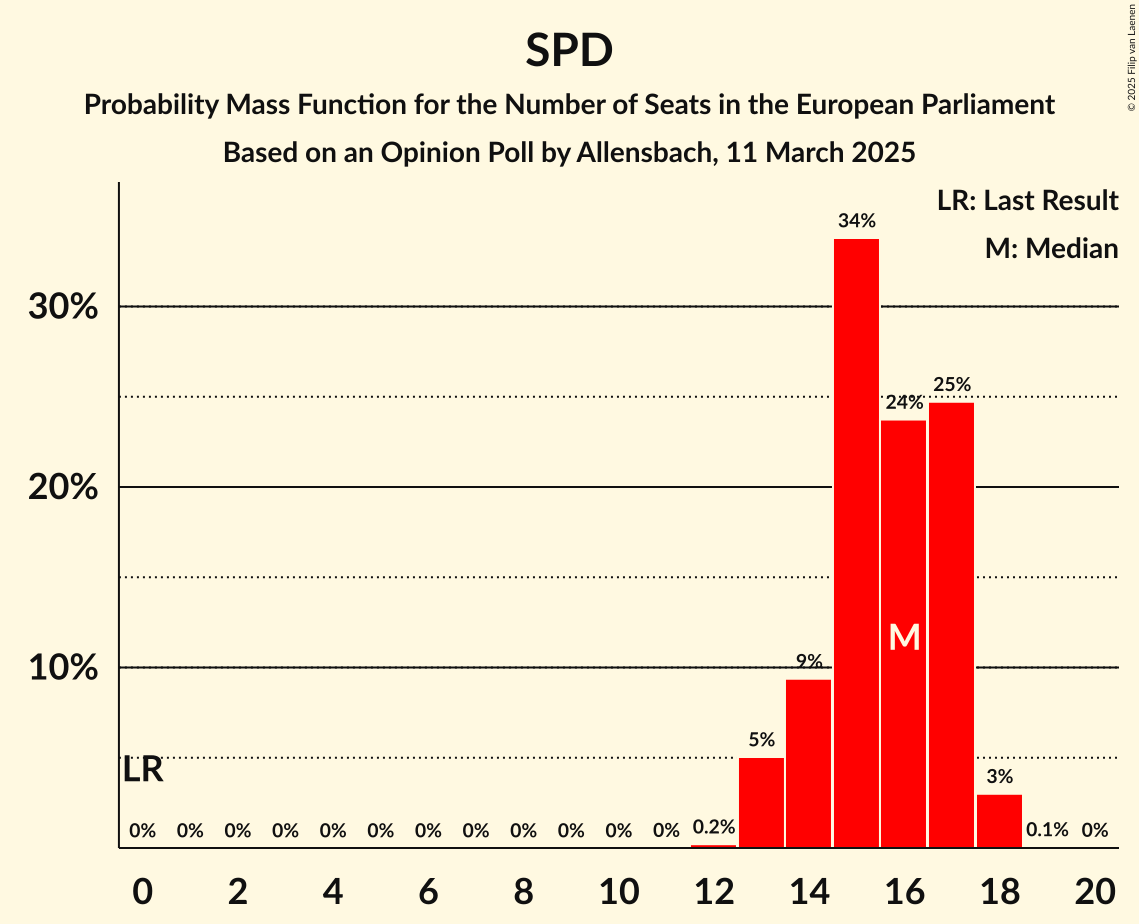 SPD
Probability Mass Function for the Number of Seats in the European Parliament
Based on an Opinion Poll by Allensbach, 11 March 2025
© 2025 Filip van Laenen
LR: Last Result
M: Median
34%
30%
25%
24%
20%
M
10%
9%
5%
LR
3%
0% 0% 0% 0% 0% 0% 0% 0% 0% 0% 0% 0% 0.2% 0.1% 0%
0 2 4 6 8 10 12 14 16 18 20